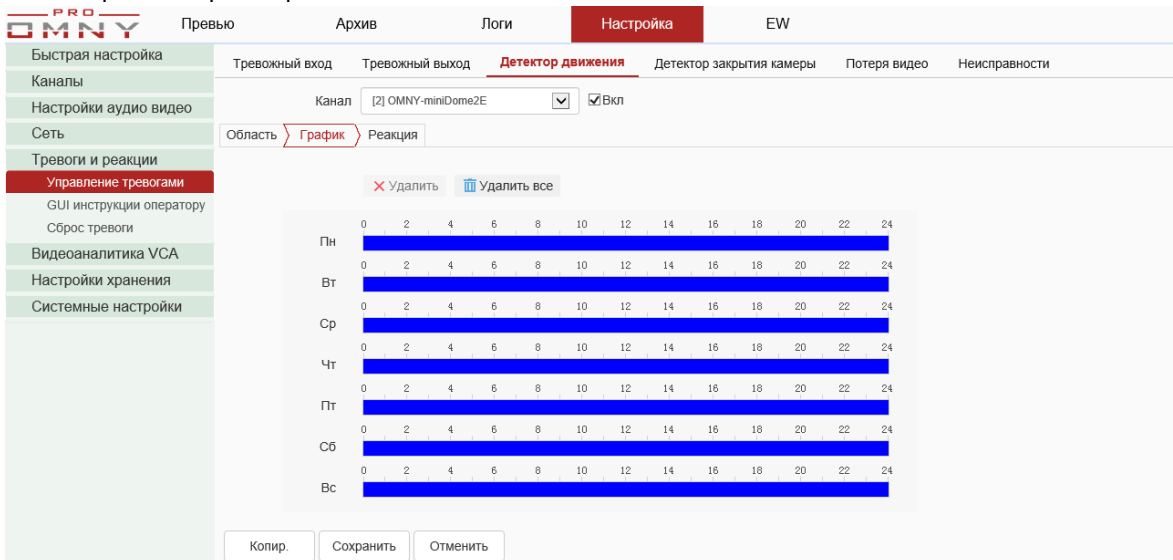 PRO
OMNY
Превью Архив Логи Настройка EW
Быстрая настройка
Каналы
Настройки аудио видео
Сеть
Тревоги и реакции
Управление тревогами
GUI инструкции оператору
Сброс тревоги
Видеоаналитика VCA
Настройки хранения
Системные настройки
Тревожный вход Тревожный выход Детектор движения Детектор закрытия камеры Потеря видео Неисправности
Канал [2] OMNY-miniDome2E Вкл
Область График Реакция
Удалить Удалить все
0 2 4 6 8 10 12 14 16 18 20 22 24
Пн
0 2 4 6 8 10 12 14 16 18 20 22 24
Вт
0 2 4 6 8 10 12 14 16 18 20 22 24
Ср
0 2 4 6 8 10 12 14 16 18 20 22 24
Чт
0 2 4 6 8 10 12 14 16 18 20 22 24
Пт
0 2 4 6 8 10 12 14 16 18 20 22 24
Сб
0 2 4 6 8 10 12 14 16 18 20 22 24
Вс
Копир. Сохранить Отменить